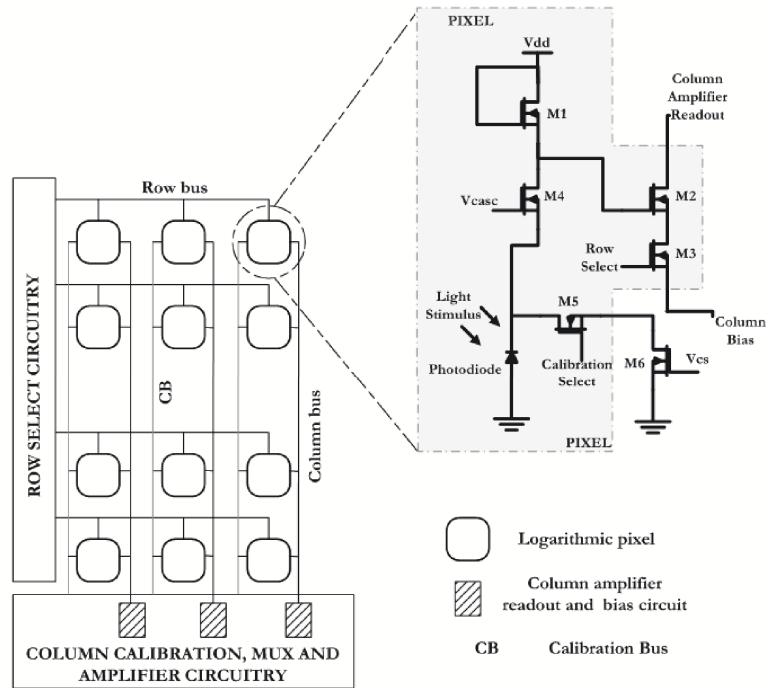 PIXEL
Vdd
M1
Column
Amplifier
Readout
Vcasc
M4
M2
Row
Select
M3
M5
Light
Stimulus
Photodiode
Calibration
Select
M6
Vcs
Column
Bias
PIXEL
Row bus
ROW SELECT CIRCUITRY
CB
Column bus
COLUMN CALIBRATION, MUX AND
AMPLIFIER CIRCUITRY
Logarithmic pixel
Column amplifier
readout and bias circuit
CB Calibration Bus